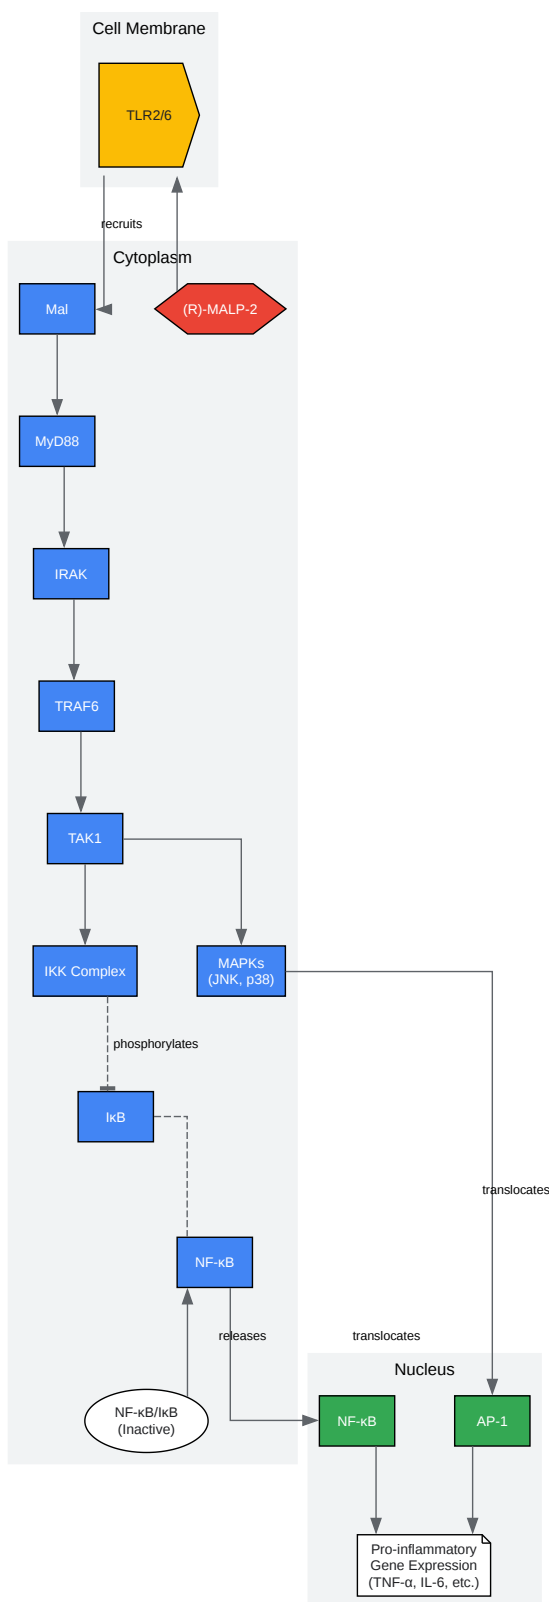 Cell Membrane
TLR2/6
recruits
Cytoplasm
Mal
(R)-MALP-2
MyD88
IRAK
TRAF6
TAK1
IKK Complex
MAPKs
(JNK, p38)
phosphorylates
IκB
translocates
NF-κB
releases
translocates
Nucleus
NF-κB/IκB
(Inactive)
NF-κB
AP-1
Pro-inflammatory
Gene Expression
(TNF-α, IL-6, etc.)